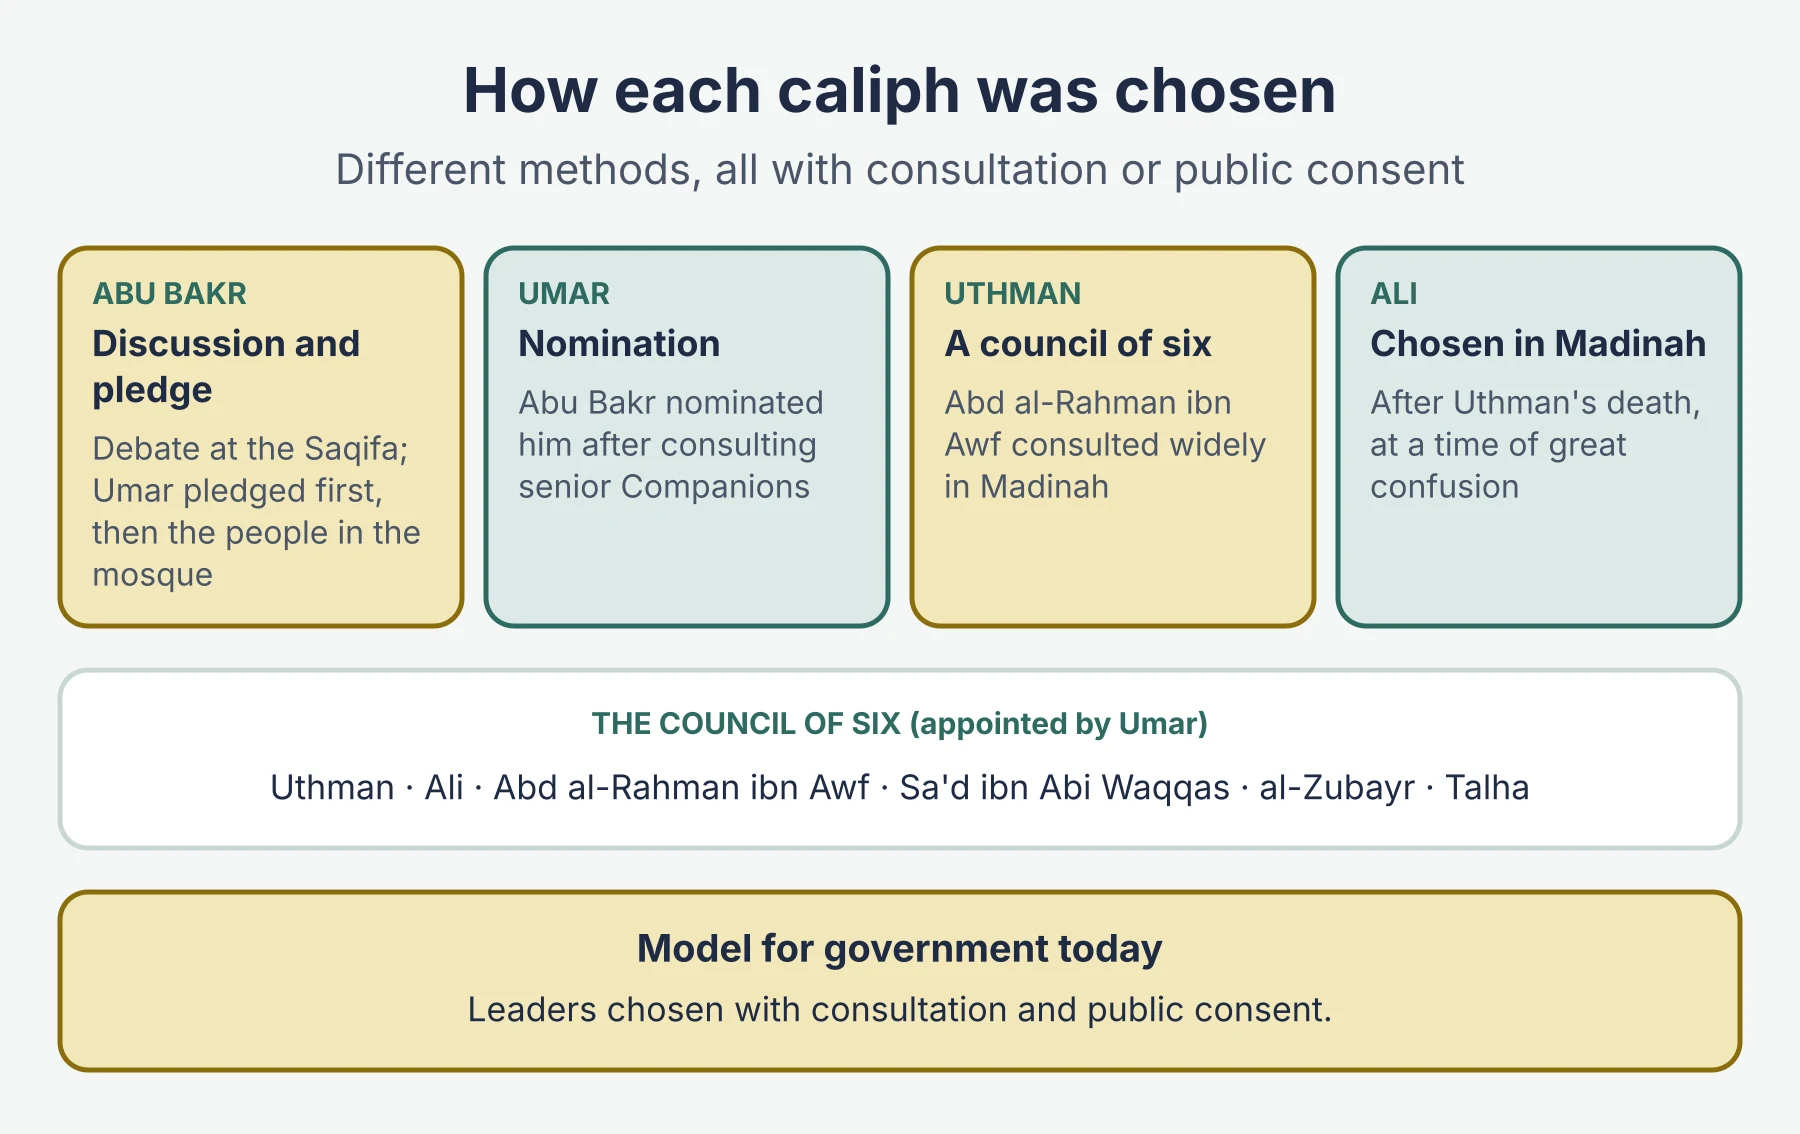 How each caliph was chosen
Different methods, all with consultation or public consent
ABU BAKR
Discussion and
pledge
Debate at the Saqifa;
Umar pledged first,
then the people in the
mosque
UMAR
Nomination
Abu Bakr nominated
him after consulting
senior Companions
UTHMAN
A council of six
Abd al-Rahman ibn
Awf consulted widely
in Madinah
ALI
Chosen in Madinah
After Uthman's death,
at a time of great
confusion
THE COUNCIL OF SIX (appointed by Umar)
Uthman · Ali · Abd al-Rahman ibn Awf · Sa'd ibn Abi Waqqas · al-Zubayr · Talha
Model for government today
Leaders chosen with consultation and public consent.